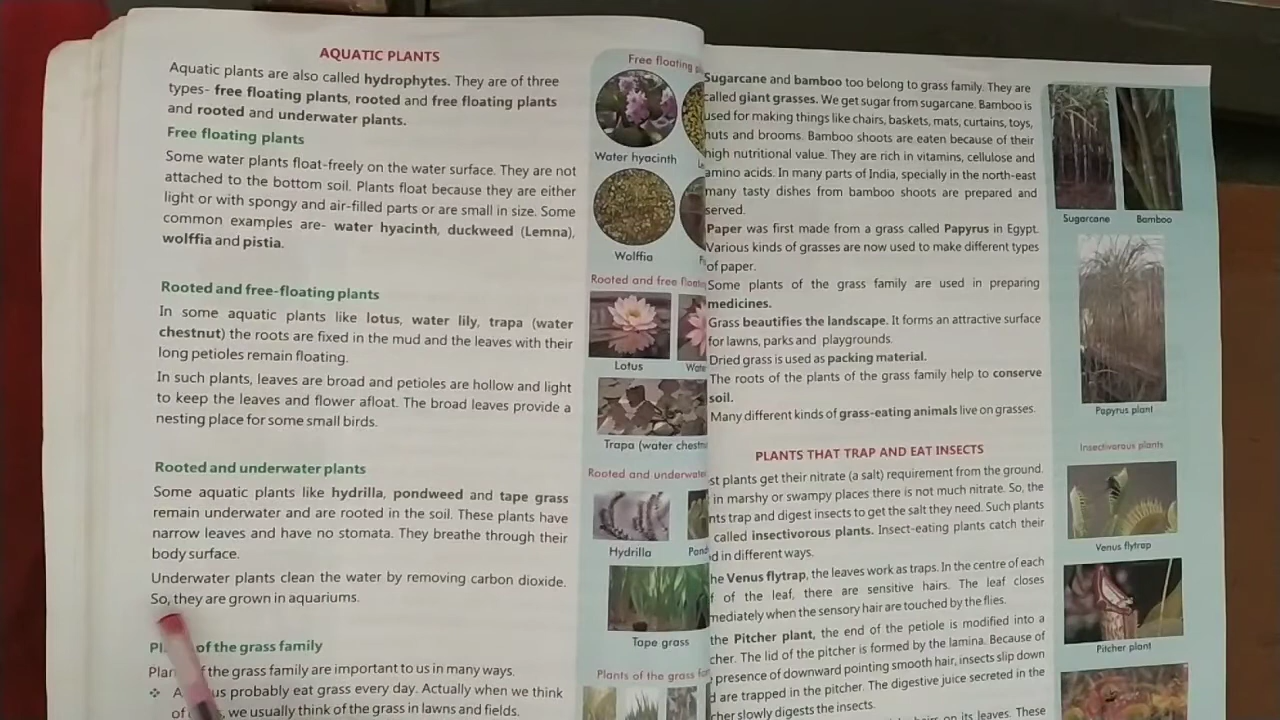 AQUATIC PLANTS
Aquatic plants are also called hydrophytes. They are of three
types- free floating plants, rooted and free floating plants
and rooted and underwater plants.
Free floating plants
Some water plants float-freely on the water surface. They are not
attached to the bottom soil. Plants float because they are either
light or with spongy and air-filled parts or are small in size. Some
common examples are- water hyacinth, duckweed (Lemna),
wolffia and pistia.
Rooted and free-floating plants
In some aquatic plants like lotus, water lily, trapa (water
chestnut) the roots are fixed in the mud and the leaves with their
long petioles remain floating.
In such plants, leaves are broad and petioles are hollow and light
to keep the leaves and flower afloat. The broad leaves provide a
nesting place for some small birds.
Rooted and underwater plants
Some aquatic plants like hydrilla, pondweed and tape grass
remain underwater and are rooted in the soil. These plants have
narrow leaves and have no stomata. They breathe through their
body surface.
Underwater plants clean the water by removing carbon dioxide.
So, they are grown in aquariums.
of the grass family
of the grass family are important to us in many ways.
❖ probably eat grass every day. Actually when we think
we usually think of the grass in lawns and fields.
Free floating
Water hyacinth
Wolffia
Rooted and free
Lotus
Trapa (water
Rooted and
Hydrilla
Tape grass
Plants of the grass
Sugarcane and bamboo too belong to grass family. They are
called giant grasses. We get sugar from sugarcane. Bamboo is
used for making things like chairs, baskets, mats, curtains, toys,
huts and brooms. Bamboo shoots are eaten because of their
high nutritional value. They are rich in vitamins, cellulose and
amino acids. In many parts of India, specially in the north-east
many tasty dishes from bamboo shoots are prepared and
served.
Paper was first made from a grass called Papyrus in Egypt.
Various kinds of grasses are now used to make different types
of paper.
Some plants of the grass family are used in preparing
medicines.
Grass beautifies the landscape. It forms an attractive surface
for lawns, parks and playgrounds.
Dried grass is used as packing material.
The roots of the plants of the grass family help to conserve
soil.
Many different kinds of grass-eating animals live on grasses.
PLANTS THAT TRAP AND EAT INSECTS
st plants get their nitrate (a salt) requirement from the ground.
in marshy or swampy places there is not much nitrate. So, the
nts trap and digest insects to get the salt they need. Such plants
called insectivorous plants. Insect-eating plants catch their
d in different ways.
he Venus flytrap, the leaves work as traps. In the centre of each
f of the leaf, there are sensitive hairs. The leaf closes
mediately when the sensory hair are touched by the flies.
the Pitcher plant, the end of the petiole is modified into a
cher. The lid of the pitcher is formed by the lamina. Because of
presence of downward pointing smooth hair, insects slip down
d are trapped in the pitcher. The digestive juice secreted in the
cher slowly digests the insects.
hairs on its leaves. These
Sugarcane
Bamboo
Papyrus plant
Insectivorous plants
Venus flytrap
Pitcher plant